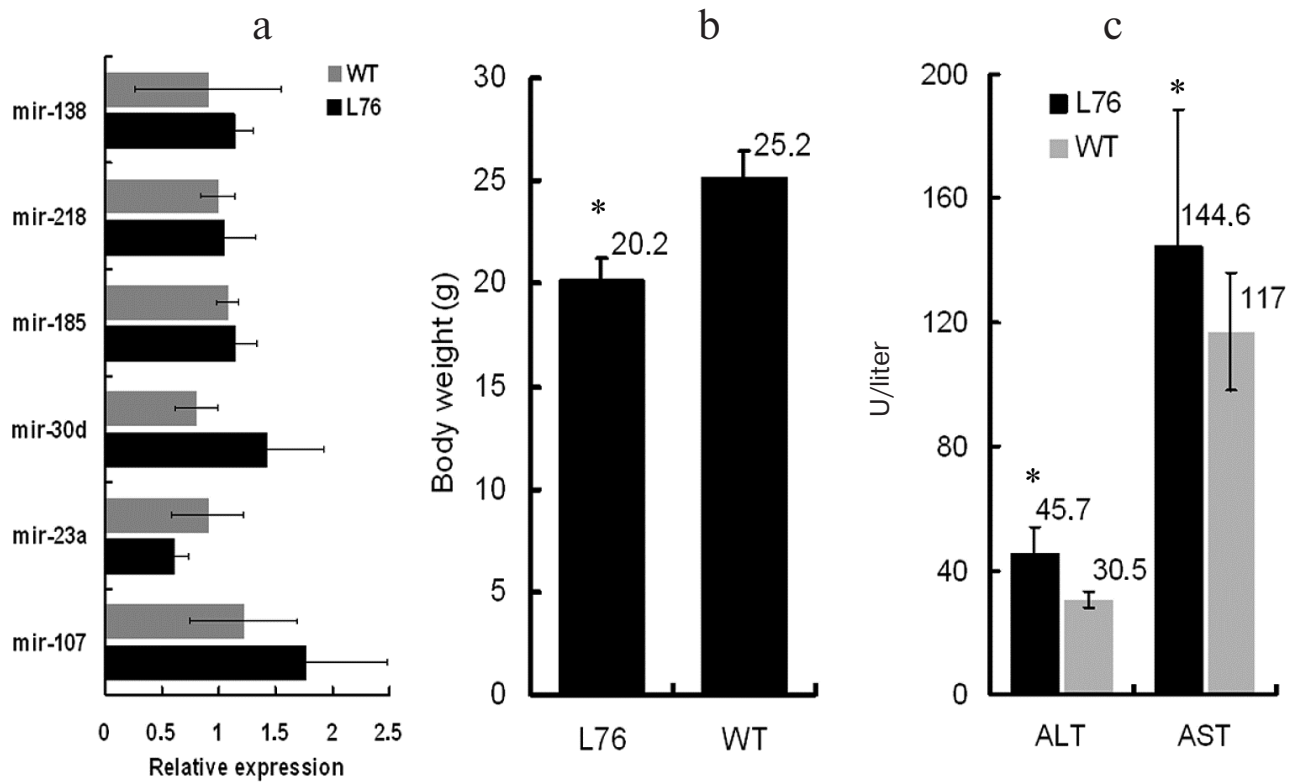 a
WT
L76
mir-138
mir-218
mir-185
mir-30d
mir-23a
mir-107
0 0.5 1 1.5 2 2.5
Relative expression
b
30
25
20
15
10
5
0
Body weight (g)
*
20.2
25.2
L76 WT
c
200
160
120
80
40
0
U/liter
L76
WT
*
45.7
30.5
*
144.6
117
ALT AST